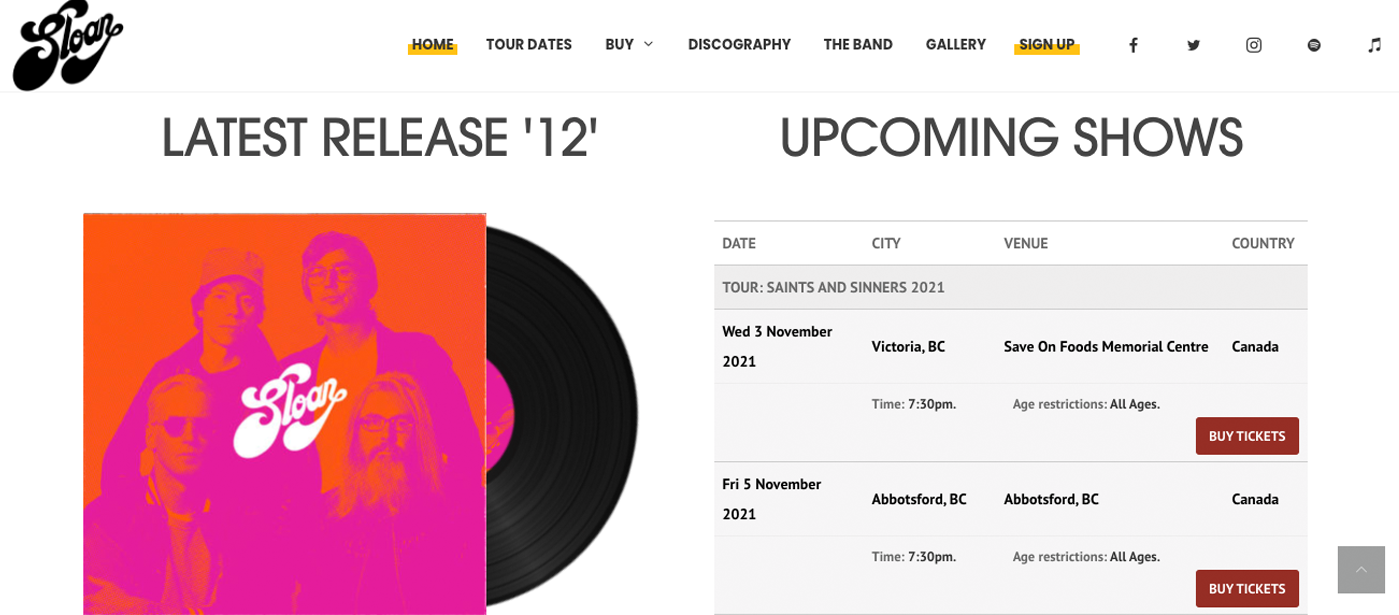 Sloan
HOME TOUR DATES BUY DISCOGRAPHY THE BAND GALLERY SIGN UP
LATEST RELEASE '12'
Sloan
UPCOMING SHOWS
DATE CITY VENUE COUNTRY
TOUR: SAINTS AND SINNERS 2021
Wed 3 November
2021
Victoria, BC Save On Foods Memorial Centre Canada
Time: 7:30pm. Age restrictions: All Ages.
BUY TICKETS
Fri 5 November
2021
Abbotsford, BC Abbotsford, BC Canada
Time: 7:30pm. Age restrictions: All Ages.
BUY TICKETS